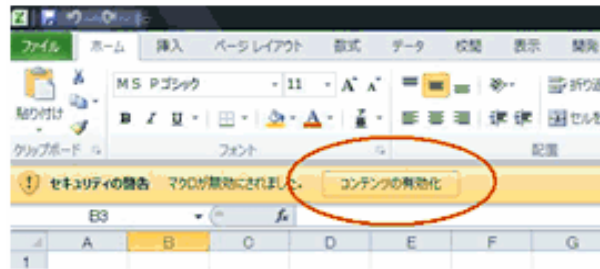 ファイル ホーム 挿入 ページ レイアウト 数式 データ 校閲 表示 開発
MS Pゴシック 11 A A
貼り付け B I U A
クリップボード フォント 配置
セキュリティの警告 マクロが無効にされました。 コンテンツの有効化
B3 fx
A B C D E F G
1